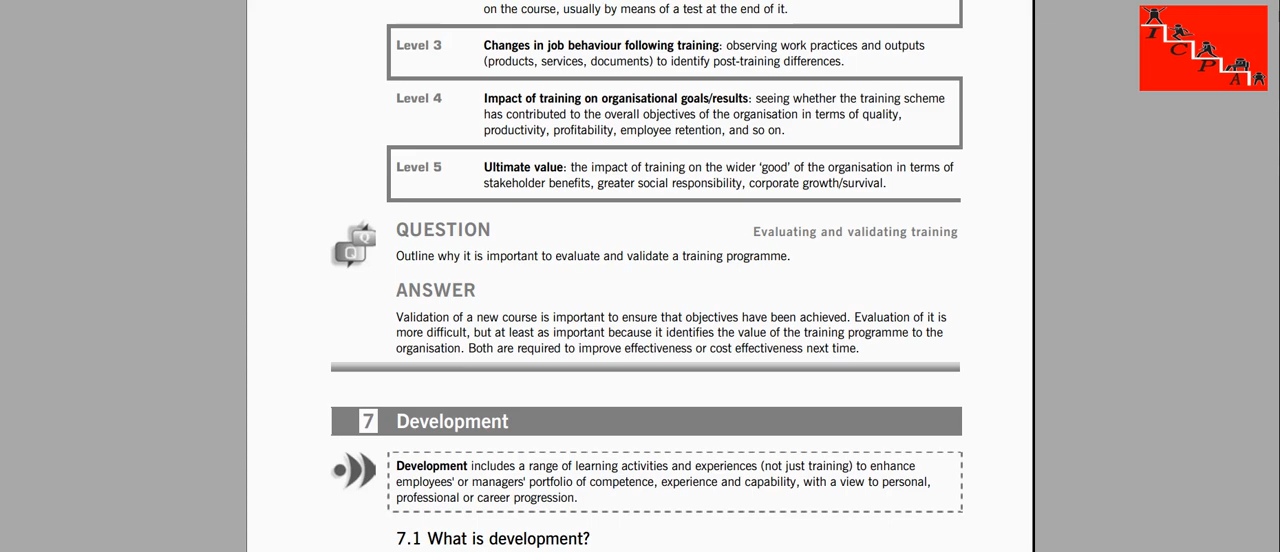 on the course, usually by means of a test at the end of it.
Level 3
Changes in job behaviour following training: observing work practices and outputs
(products, services, documents) to identify post-training differences.
Level 4
Impact of training on organisational goals/results: seeing whether the training scheme
has contributed to the overall objectives of the organisation in terms of quality,
productivity, profitability, employee retention, and so on.
Level 5
Ultimate value: the impact of training on the wider ‘good’ of the organisation in terms of
stakeholder benefits, greater social responsibility, corporate growth/survival.
QUESTION
Evaluating and validating training
Outline why it is important to evaluate and validate a training programme.
ANSWER
Validation of a new course is important to ensure that objectives have been achieved. Evaluation of it is
more difficult, but at least as important because it identifies the value of the training programme to the
organisation. Both are required to improve effectiveness or cost effectiveness next time.
7 Development
Development includes a range of learning activities and experiences (not just training) to enhance
employees' or managers' portfolio of competence, experience and capability, with a view to personal,
professional or career progression.
7.1 What is development?
I C P A
Q
Q